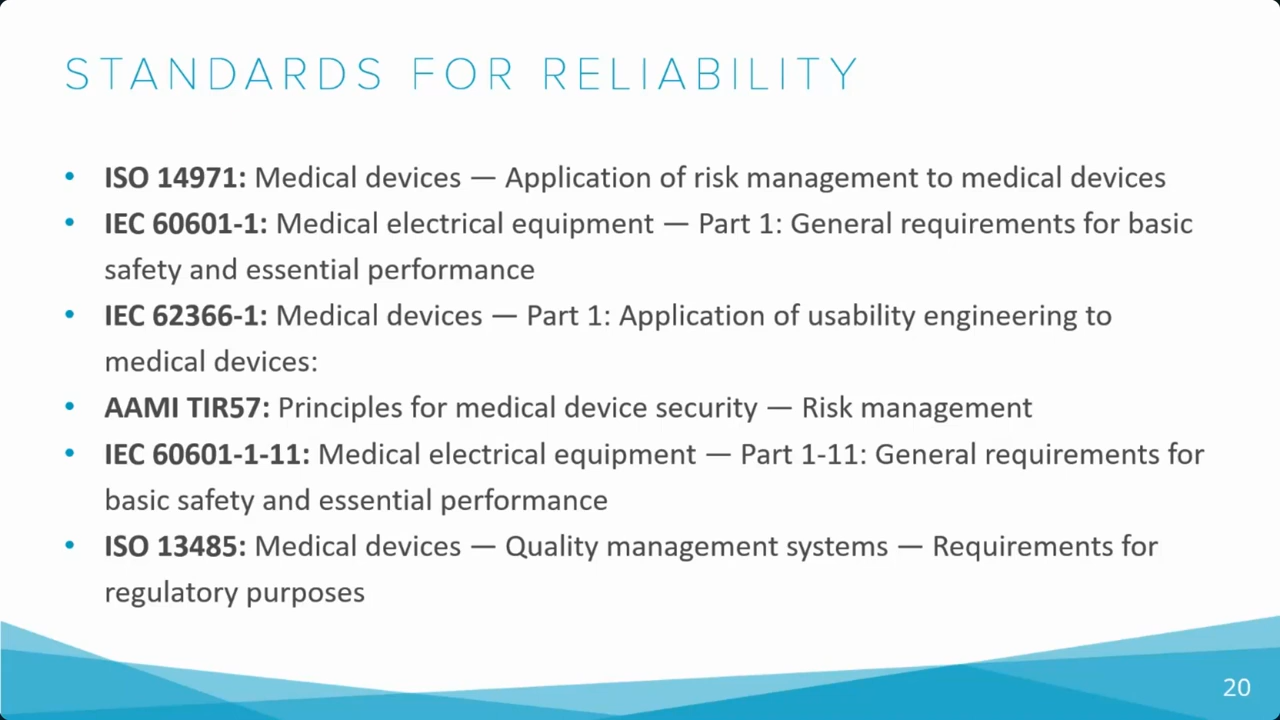 STANDARDS FOR RELIABILITY
• ISO 14971: Medical devices — Application of risk management to medical devices
• IEC 60601-1: Medical electrical equipment — Part 1: General requirements for basic
safety and essential performance
• IEC 62366-1: Medical devices — Part 1: Application of usability engineering to
medical devices:
• AAMI TIR57: Principles for medical device security — Risk management
• IEC 60601-1-11: Medical electrical equipment — Part 1-11: General requirements for
basic safety and essential performance
• ISO 13485: Medical devices — Quality management systems — Requirements for
regulatory purposes
20